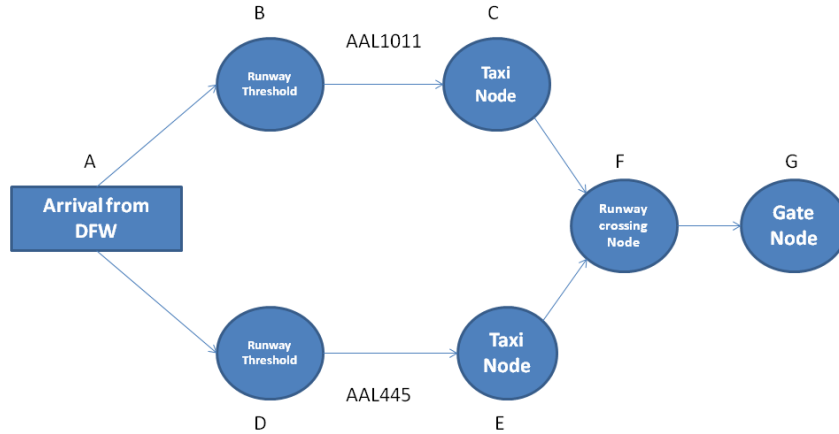 B
AAL1011
C
Runway
Threshold
Taxi
Node
A
F
G
Arrival from
DFW
Runway
crossing
Node
Gate
Node
Runway
Threshold
Taxi
Node
AAL445
D
E